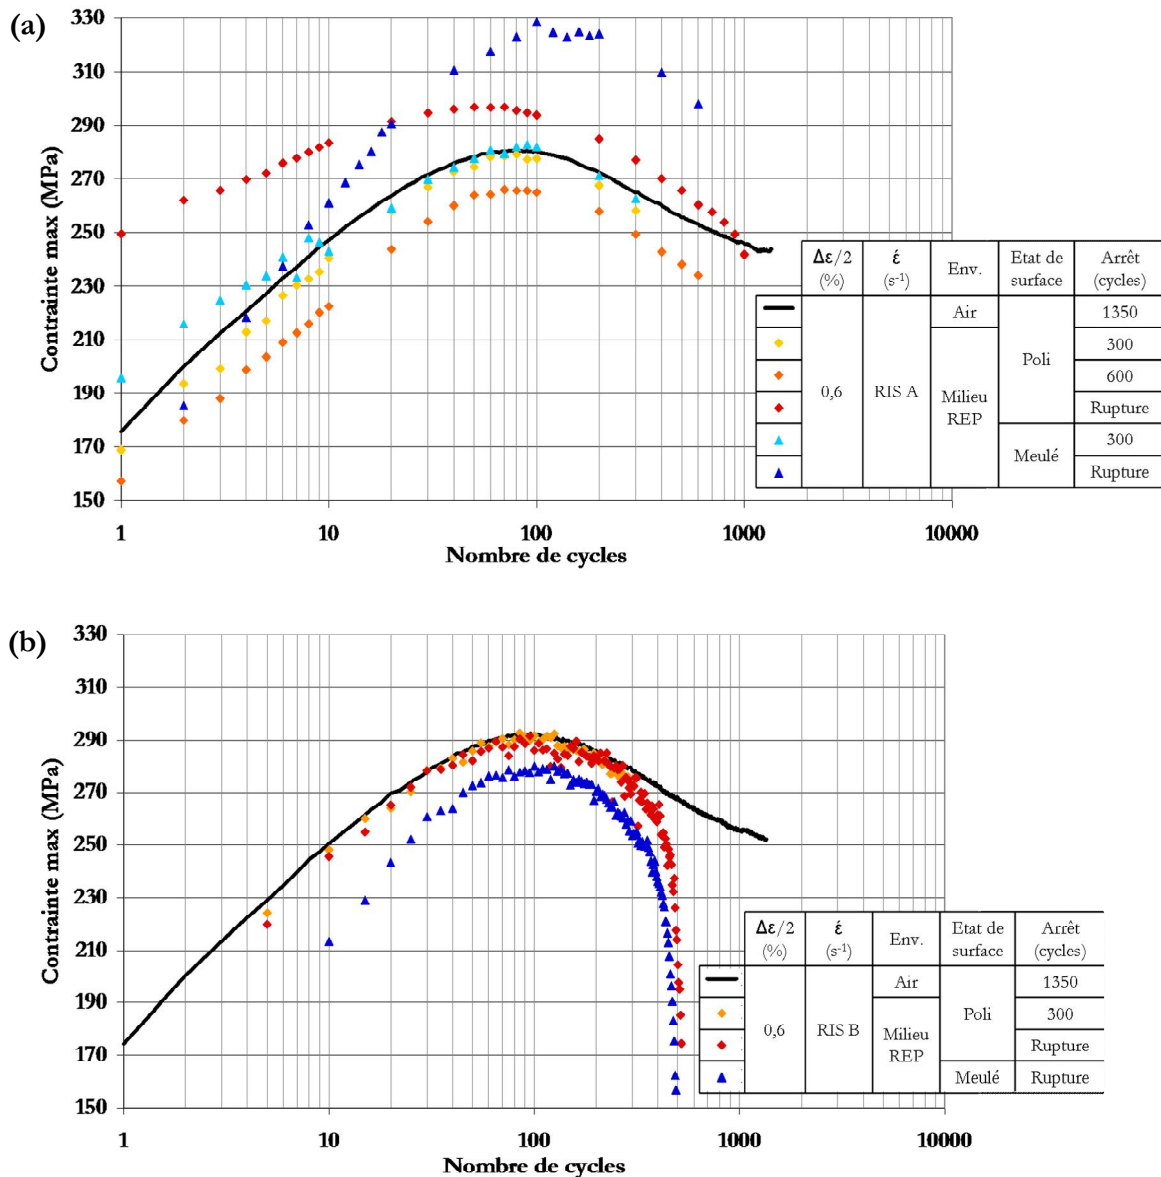 (a)
330
310
290
270
250
230
210
190
170
150
Contrainte max (MPa)
1
10
100
1000
10000
Nombre de cycles
Δε/2 (%)
έ (s⁻¹)
Env.
Etat de surface
Arrêt (cycles)
0,6
RIS A
Air
Milieu REP
Poli
Meulé
1350
300
600
Rupture
300
Rupture
(b)
330
310
290
270
250
230
210
190
170
150
Contrainte max (MPa)
1
10
100
1000
10000
Nombre de cycles
Δε/2 (%)
έ (s⁻¹)
Env.
Etat de surface
Arrêt (cycles)
0,6
RIS B
Air
Milieu REP
Poli
Meulé
1350
300
Rupture
Rupture